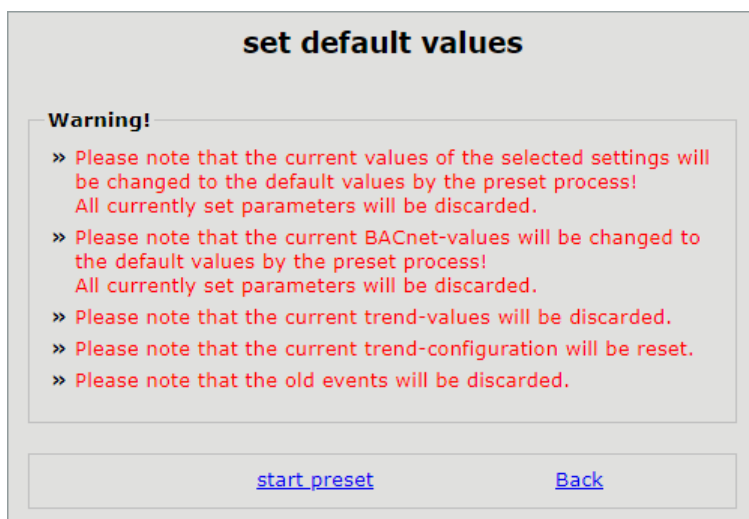 set default values
Warning!
» Please note that the current values of the selected settings will
be changed to the default values by the preset process!
All currently set parameters will be discarded.
» Please note that the current BACnet-values will be changed to
the default values by the preset process!
All currently set parameters will be discarded.
» Please note that the current trend-values will be discarded.
» Please note that the current trend-configuration will be reset.
» Please note that the old events will be discarded.
start preset Back